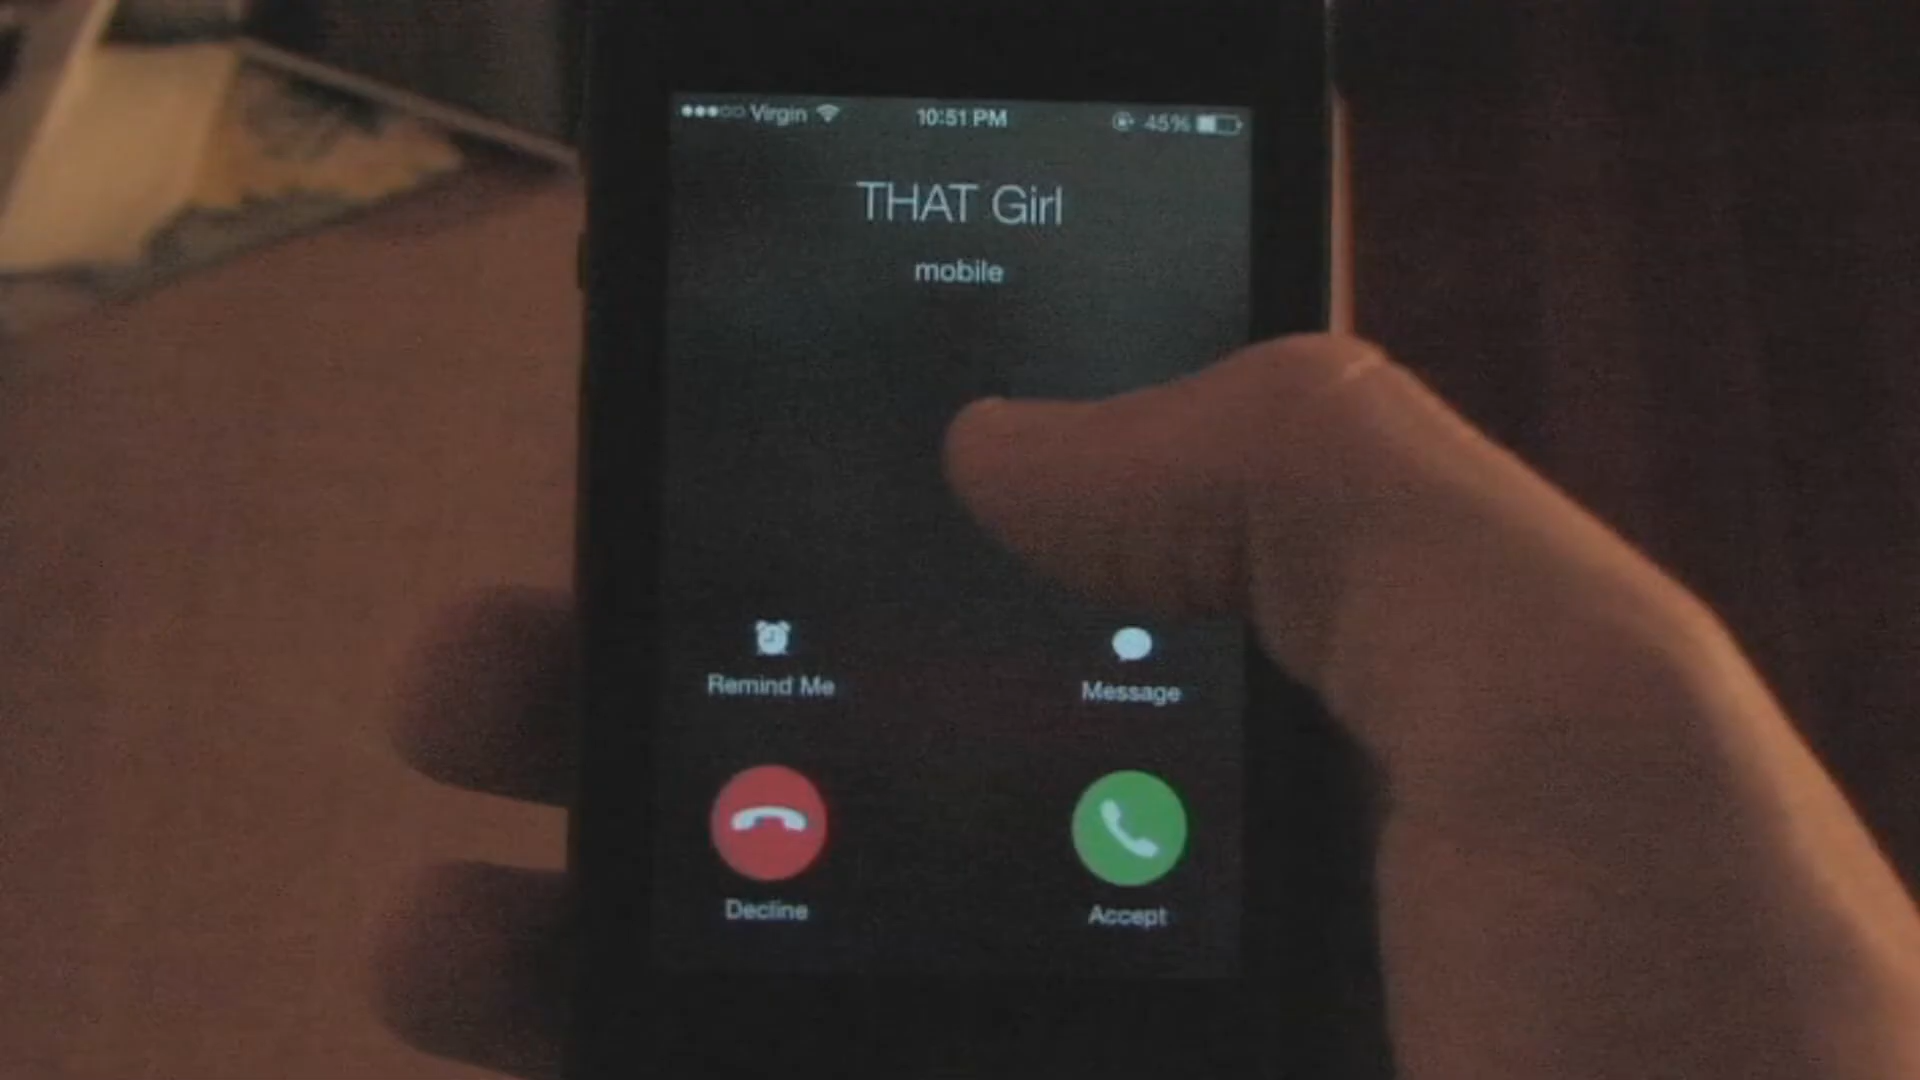 Virgin 10:51 PM 45%
THAT Girl
mobile
Remind Me Message
Decline Accept